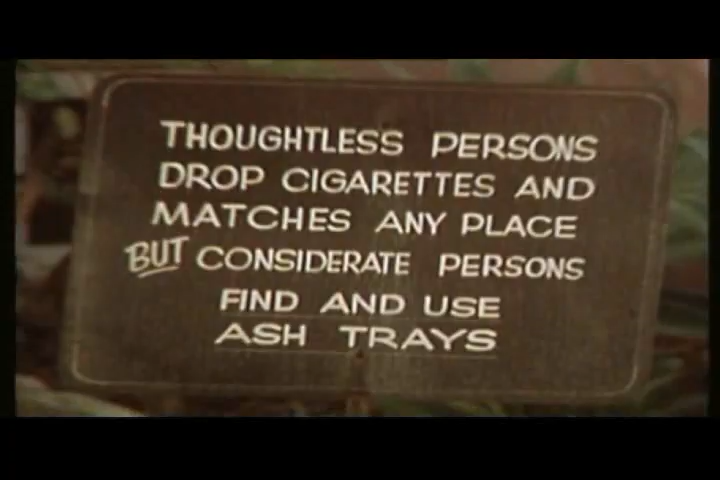 THOUGHTLESS PERSONS
DROP CIGARETTES AND
MATCHES ANY PLACE
BUT CONSIDERATE PERSONS
FIND AND USE
ASH TRAYS